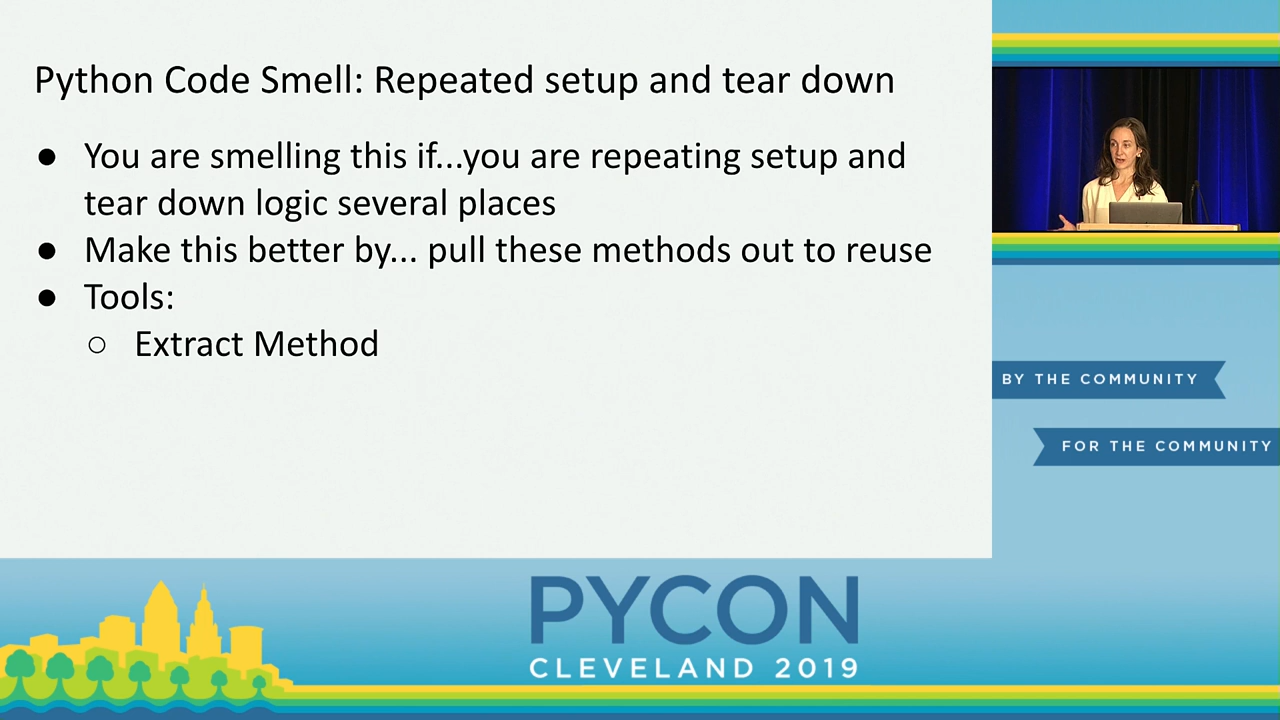 Python Code Smell: Repeated setup and tear down
● You are smelling this if...you are repeating setup and
tear down logic several places
● Make this better by... pull these methods out to reuse
● Tools:
○ Extract Method
BY THE COMMUNITY
FOR THE COMMUNITY
PYCON
CLEVELAND 2019